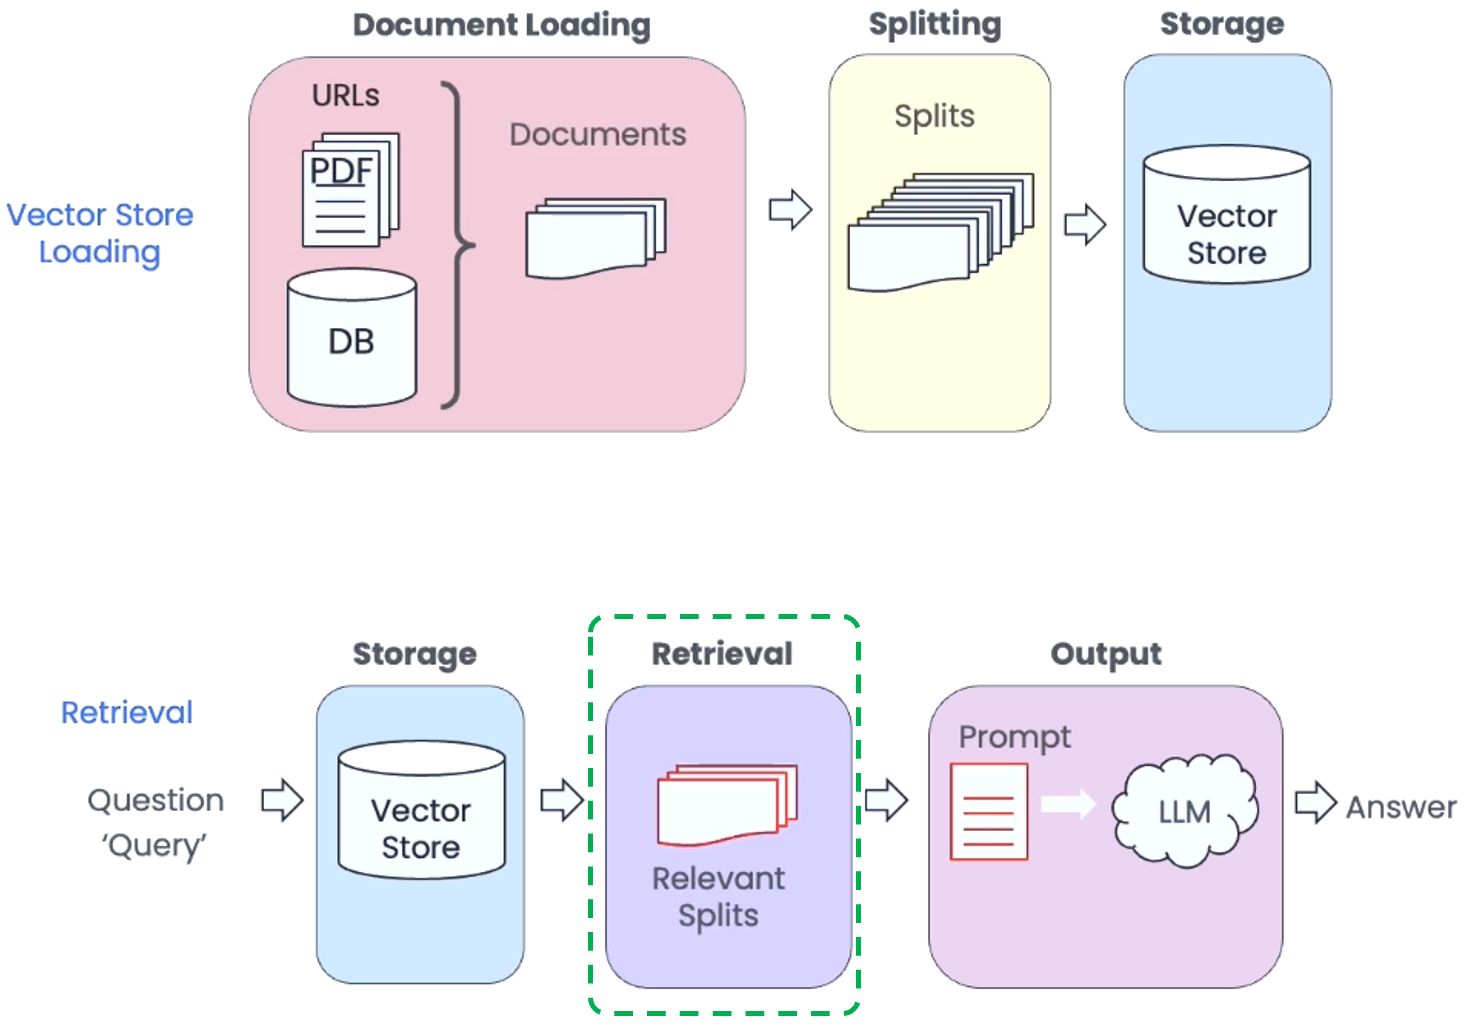 Document Loading
Splitting
Storage
URLs
PDF
DB
Documents
Splits
Vector
Store
Vector Store
Loading
Storage
Retrieval
Output
Retrieval
Question
‘Query’
Vector
Store
Relevant
Splits
Prompt
LLM
Answer